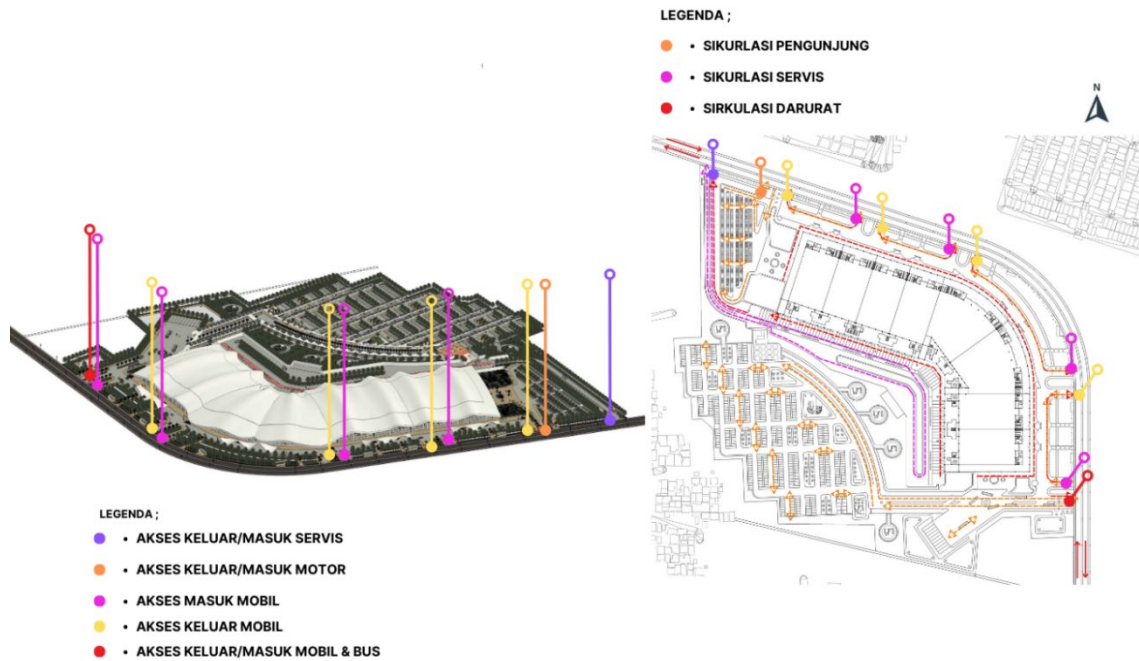 LEGENDA ;
• SIKURLASI PENGUNJUNG
• SIKURLASI SERVIS
• SIRKULASI DARURAT
N
LEGENDA ;
• AKSES KELUAR/MASUK SERVIS
• AKSES KELUAR/MASUK MOTOR
• AKSES MASUK MOBIL
• AKSES KELUAR MOBIL
• AKSES KELUAR/MASUK MOBIL & BUS